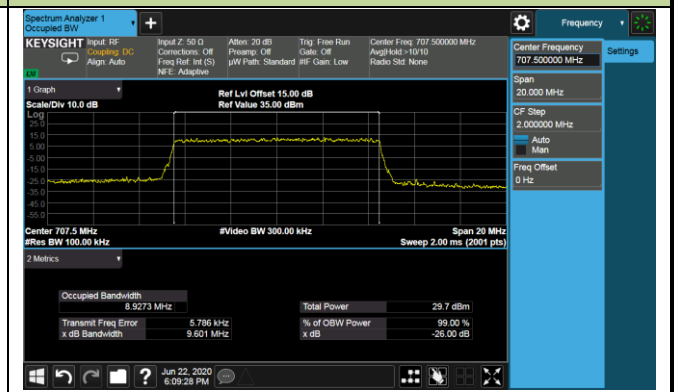 Spectrum Analyzer 1
Occupied BW
Frequency
KEYSIGHT
Input: RF
Coupling: DC
Align: Auto
Input Z: 50 Ω
Corrections: Off
Freq Ref: Int (S)
NFE: Adaptive
Atten: 20 dB
Preamp: Off
µW Path: Standard
Trig: Free Run
Gate: Off
#IF Gain: Low
Center Freq: 707.500000 MHz
Avg|Hold:>10/10
Radio Std: None
Center Frequency
707.500000 MHz
Settings
Span
20.000 MHz
CF Step
2.000000 MHz
Auto
Man
Freq Offset
0 Hz
1 Graph
Scale/Div 10.0 dB
Ref Lvl Offset 15.00 dB
Ref Value 35.00 dBm
Log
25.0
15.0
5.00
-5.00
-15.0
-25.0
-35.0
-45.0
-55.0
Center 707.5 MHz
#Video BW 300.00 kHz
Span 20 MHz
#Res BW 100.00 kHz
Sweep 2.00 ms (2001 pts)
2 Metrics
Occupied Bandwidth
8.9273 MHz
Total Power 29.7 dBm
Transmit Freq Error 5.786 kHz
% of OBW Power 99.00 %
x dB Bandwidth 9.601 MHz
x dB -26.00 dB
?
Jun 22, 2020
6:09:28 PM